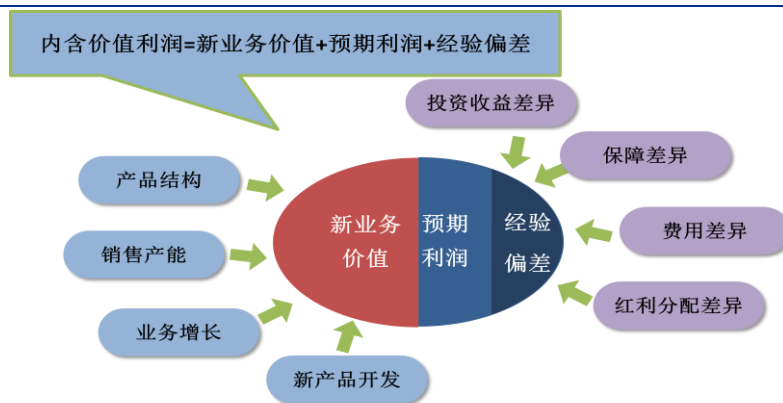 内含价值利润=新业务价值+预期利润+经验偏差
投资收益差异
保障差异
产品结构
费用差异
销售产能
新业务
价值
预期
利润
经验
偏差
红利分配差异
业务增长
新产品开发